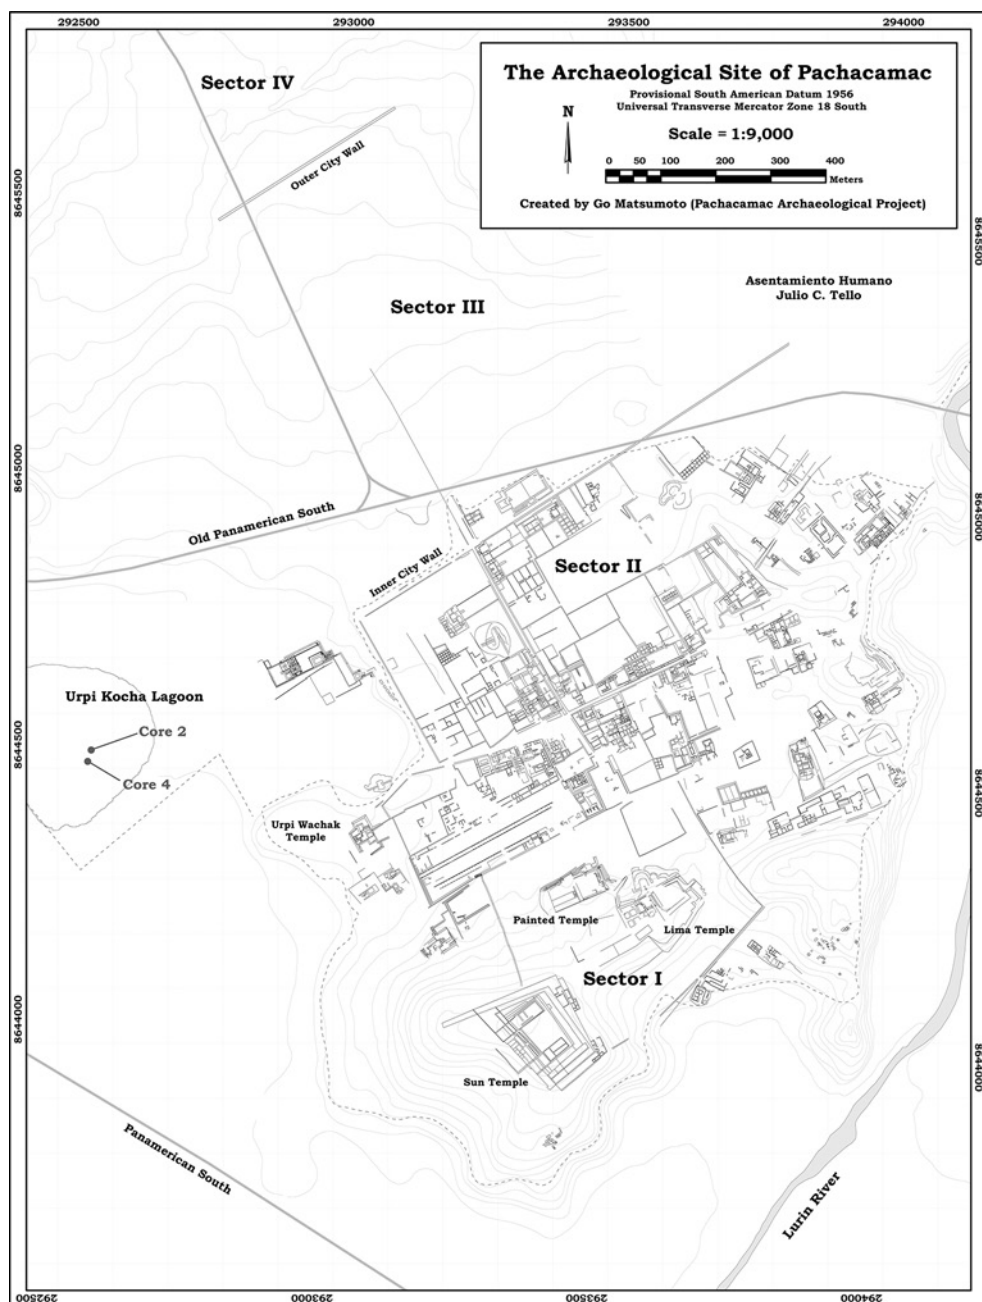 292500
293000
293500
294000
Sector IV
The Archaeological Site of Pachacamac
Provisional South American Datum 1956
Universal Transverse Mercator Zone 18 South
N
Scale = 1:9,000
0 50 100 200 300 400
Meters
Created by Go Matsumoto (Pachacamac Archaeological Project)
Outer City Wall
8645500
8645500
Sector III
Asentamiento Humano
Julio C. Tello
8645000
8645000
Old Panamerican South
Inner City Wall
Sector II
Urpi Kocha Lagoon
Core 2
Core 4
8644500
8644500
Urpi Wachak
Temple
Painted Temple
Lima Temple
Sector I
8644000
8644000
Sun Temple
Panamerican South
Lurin River
292500
293000
293500
294000